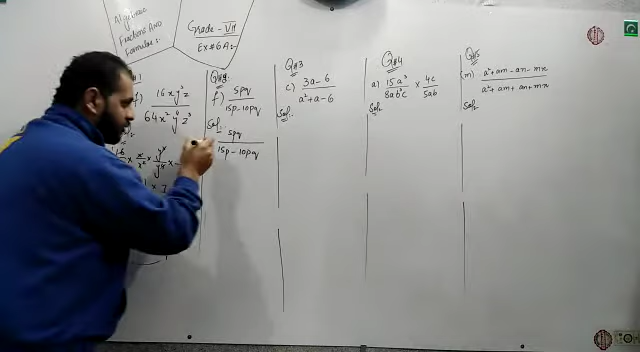 Algebraic
Fractions And
Formulas:-
Grade - VII
Ex # 6A:-
f) 16xy³z
64x²y⁴z³
Q#2
f) 5pq
15p-10pq
Sol:-
5pq
15p-10pq
Q#3
c) 3a-6
a²+a-6
Sol:-
Q#4
a) 15a³ × 4c
8ab²c 5ab
Sol:-
Q#5
m) a²+am-an-mn
a²+am+an+mn
Sol:-